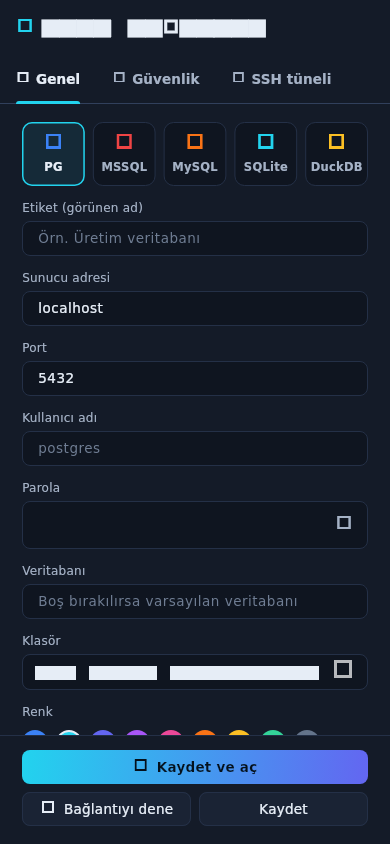 Genel Güvenlik SSH tüneli
PG MSSQL MySQL SQLite DuckDB
Etiket (görünen ad)
Örn. Üretim veritabanı
Sunucu adresi
localhost
Port
5432
Kullanıcı adı
postgres
Parola
Veritabanı
Boş bırakılırsa varsayılan veritabanı
Klasör
Renk
Kaydet ve aç
Bağlantıyı dene Kaydet